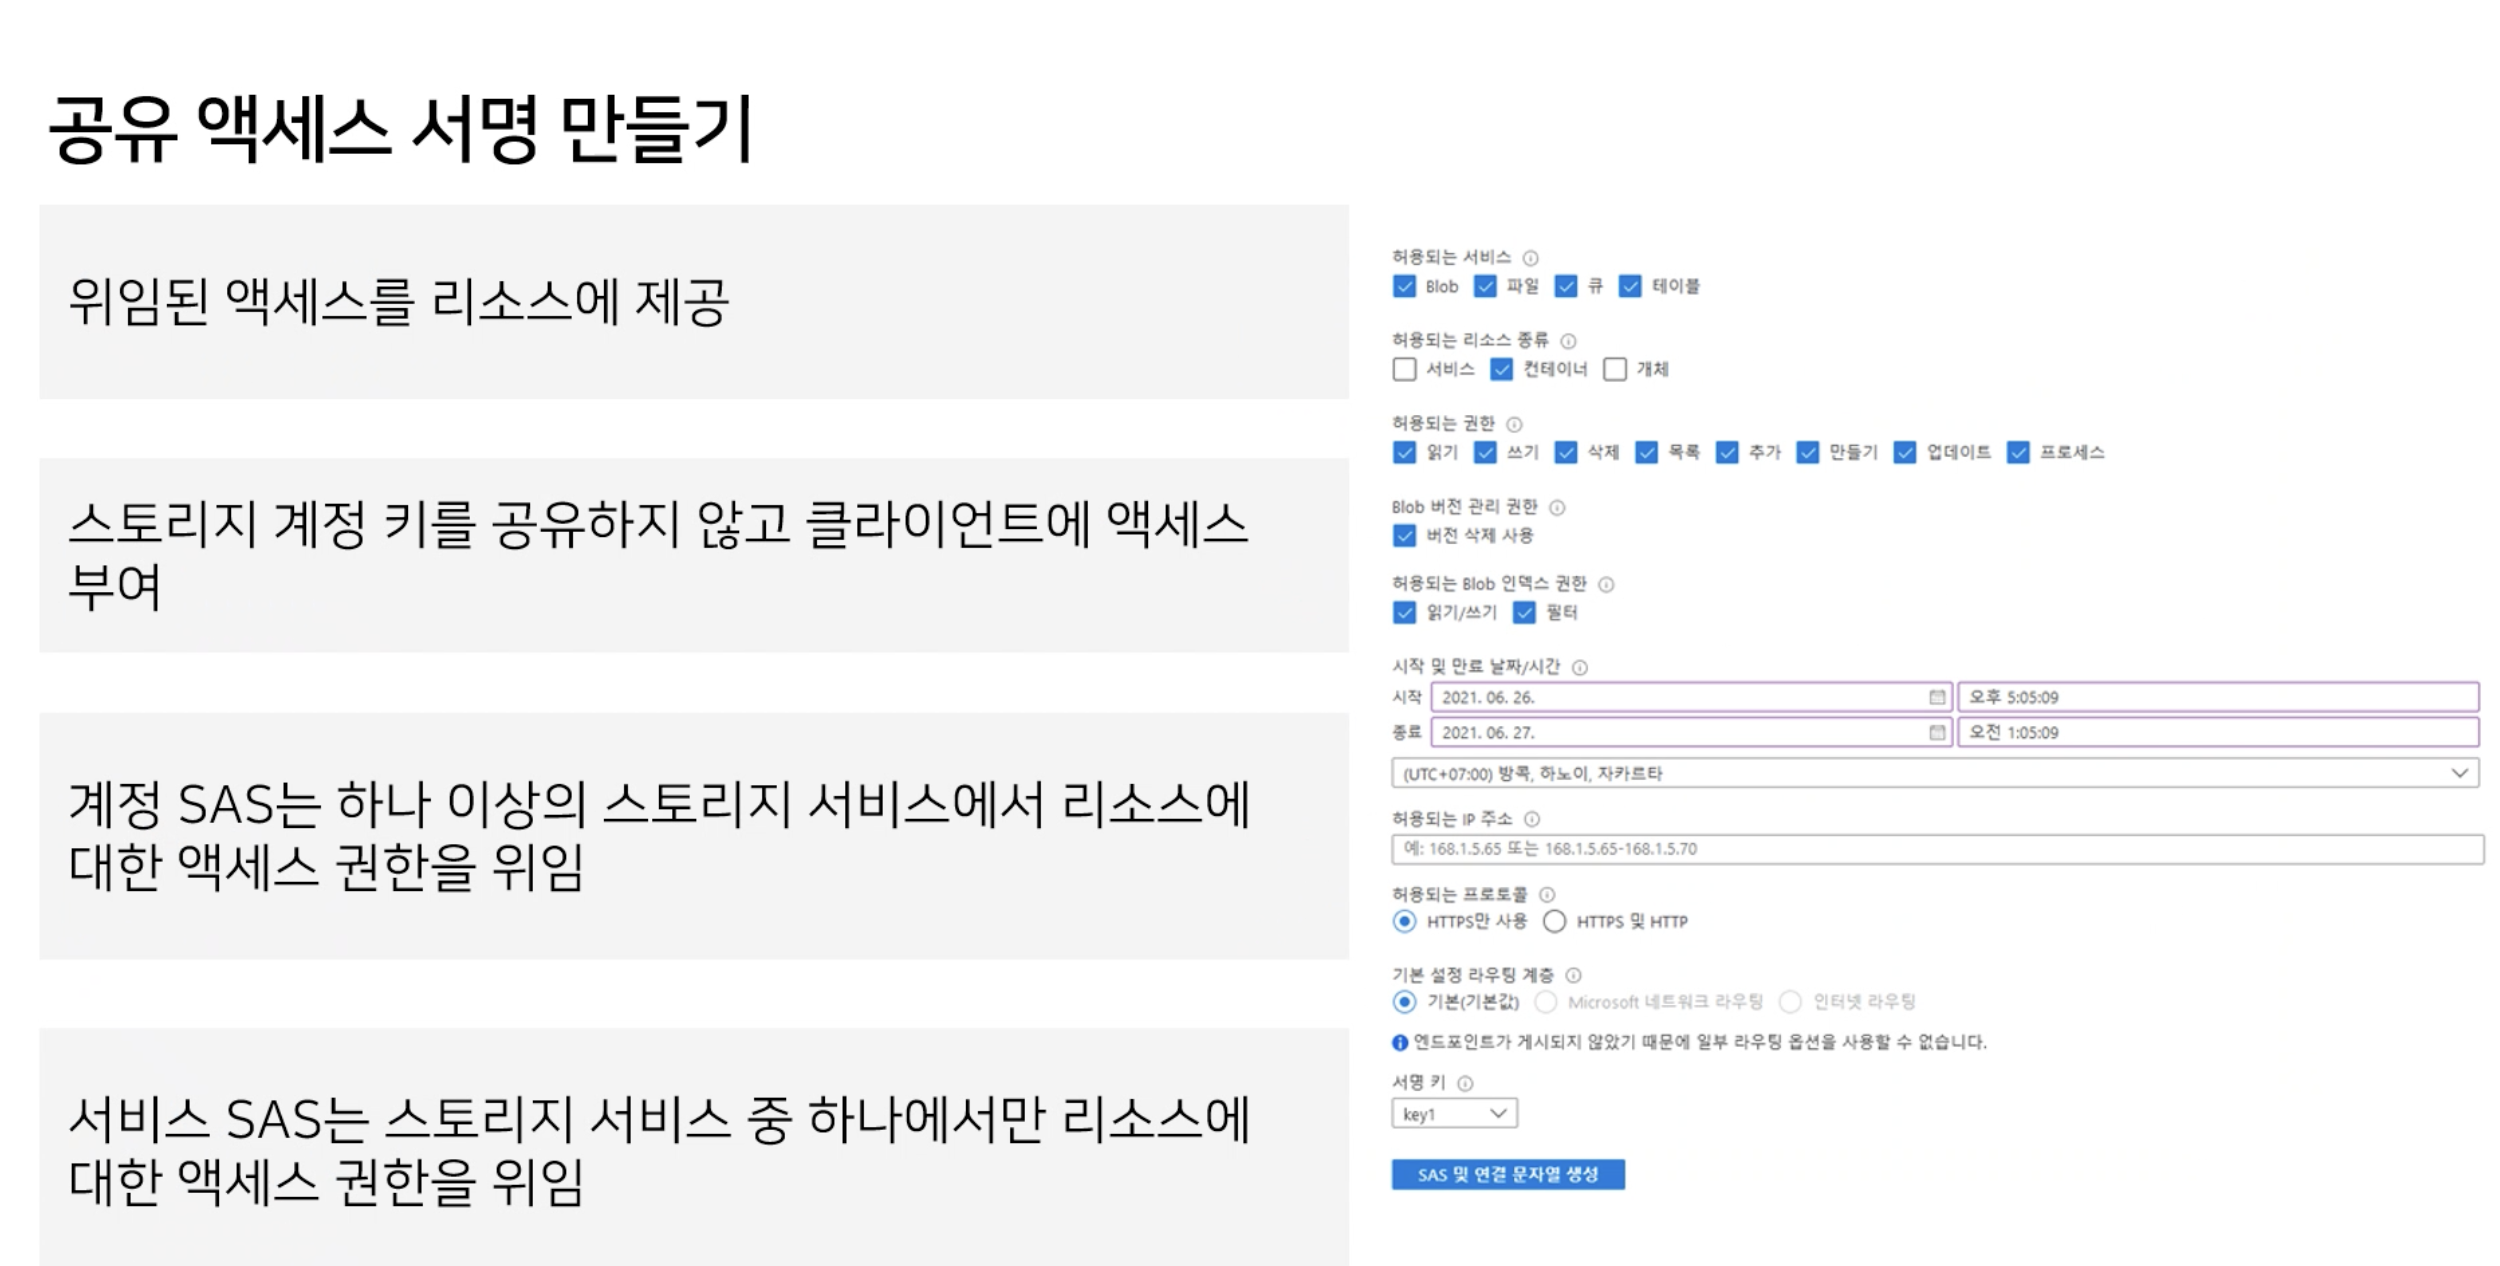 공유 액세스 서명 만들기
위임된 액세스를 리소스에 제공
스토리지 계정 키를 공유하지 않고 클라이언트에 액세스
부여
계정 SAS는 하나 이상의 스토리지 서비스에서 리소스에
대한 액세스 권한을 위임
서비스 SAS는 스토리지 서비스 중 하나에서만 리소스에
대한 액세스 권한을 위임
허용되는 서비스
Blob 파일 큐 테이블
허용되는 리소스 종류
서비스 컨테이너 개체
허용되는 권한
읽기 쓰기 삭제 목록 추가 만들기 업데이트 프로세스
Blob 버전 관리 권한
버전 삭제 사용
허용되는 Blob 인덱스 권한
읽기/쓰기 필터
시작 및 만료 날짜/시간
시작 2021. 06. 26. 오후 5:05:09
종료 2021. 06. 27. 오전 1:05:09
(UTC+07:00) 방콕, 하노이, 자카르타
허용되는 IP 주소
예: 168.1.5.65 또는 168.1.5.65-168.1.5.70
허용되는 프로토콜
HTTPS만 사용 HTTPS 및 HTTP
기본 설정 라우팅 계층
기본(기본값) Microsoft 네트워크 라우팅 인터넷 라우팅
엔드포인트가 게시되지 않았기 때문에 일부 라우팅 옵션을 사용할 수 없습니다.
서명 키
key1
SAS 및 연결 문자열 생성